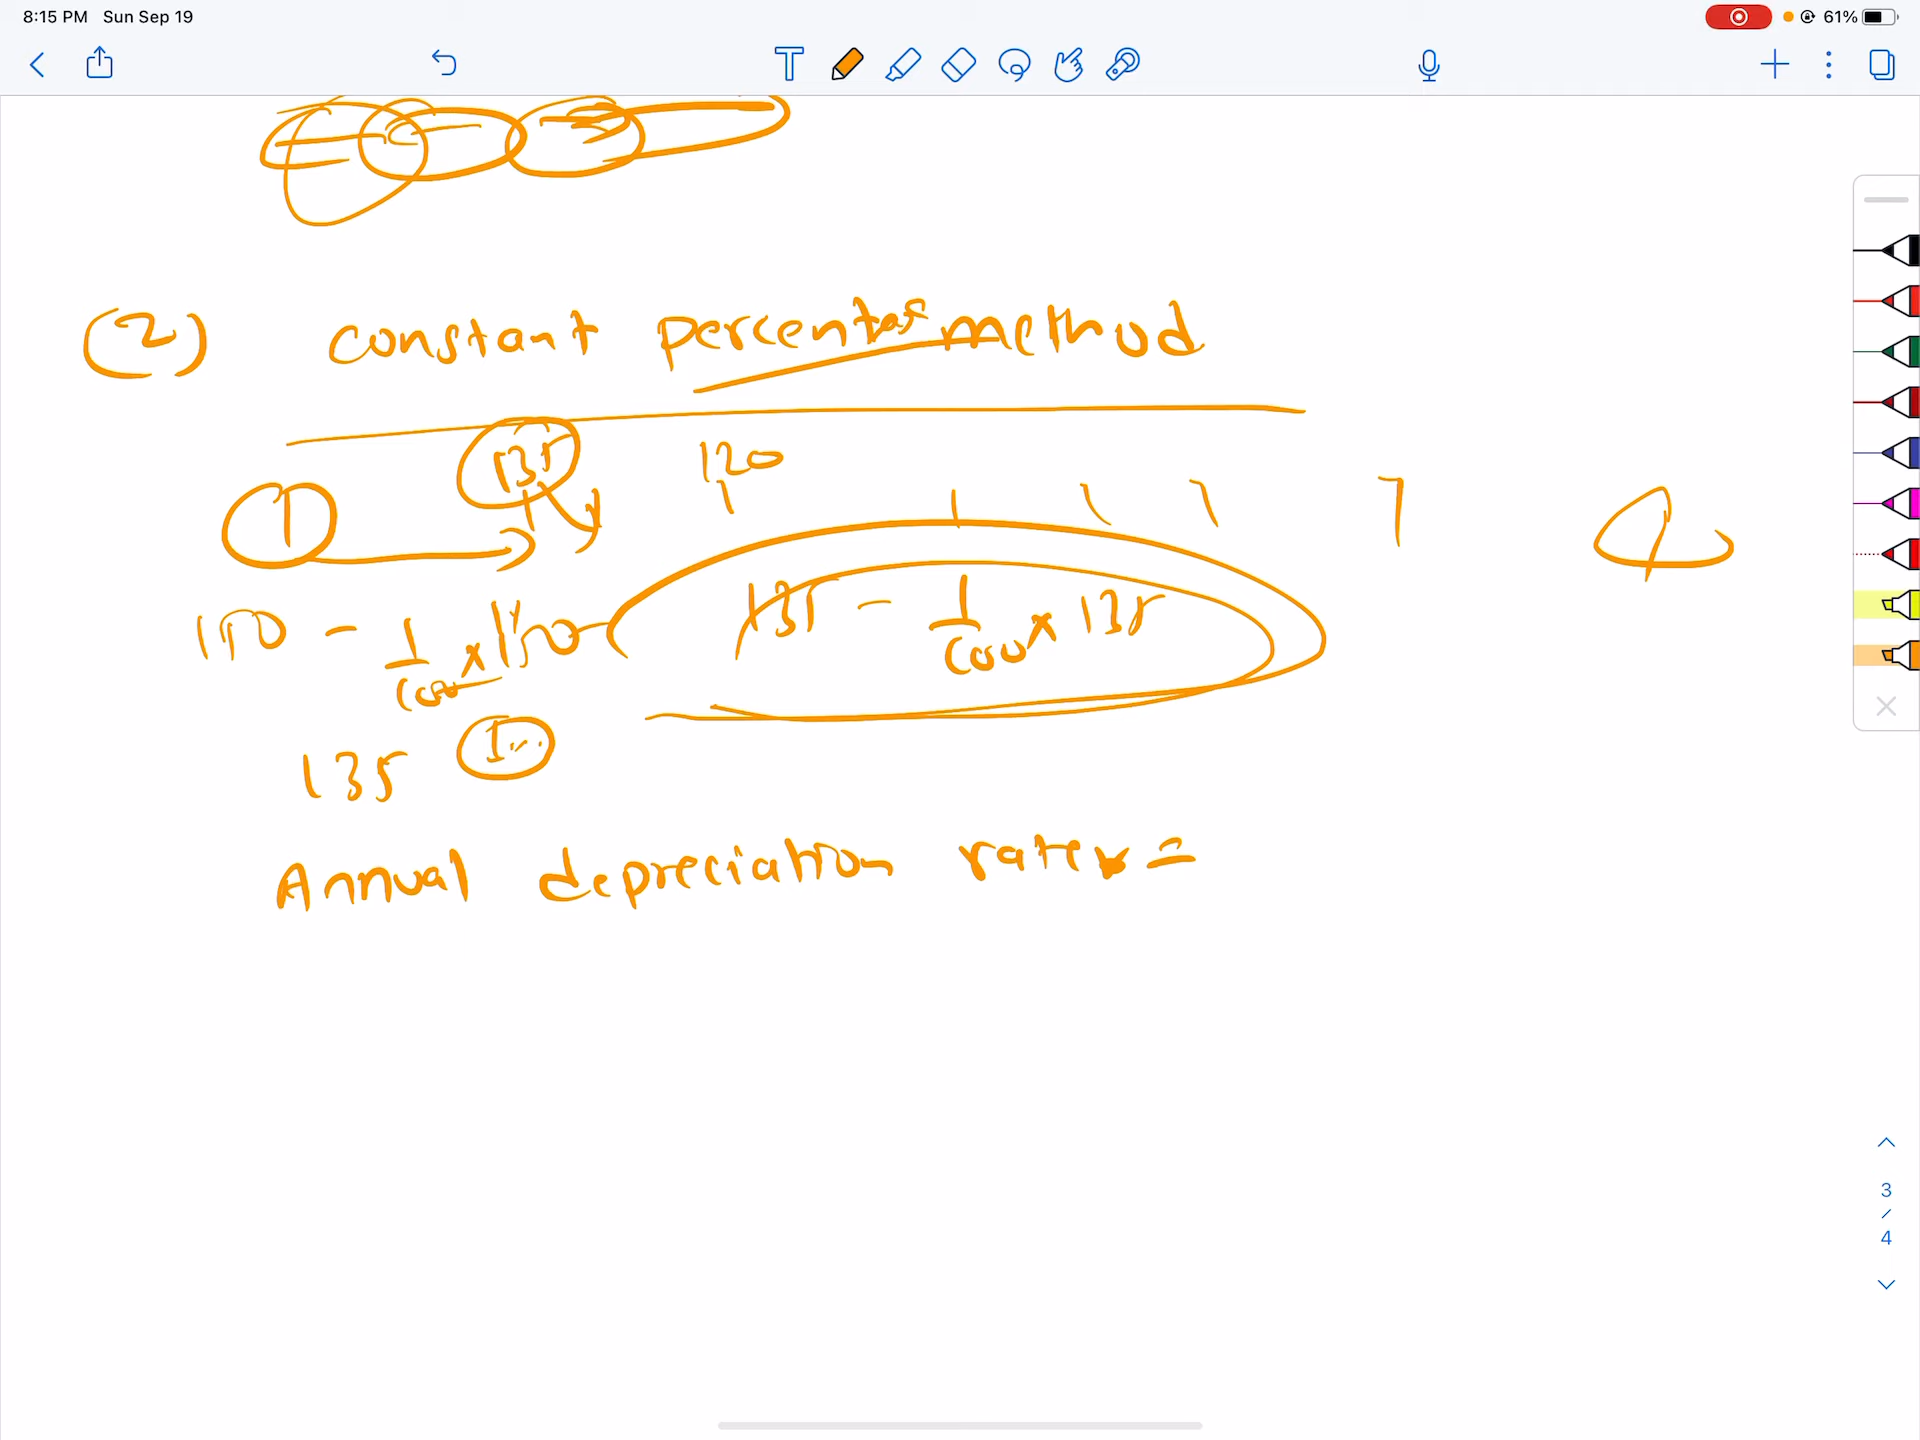 8:15 PM Sun Sep 19
61%
(2) constant percentage method
135 120
1
150 - 1/100 × 150
135 - 1/100 × 135
135
Annual depreciation rate =
3
/
4